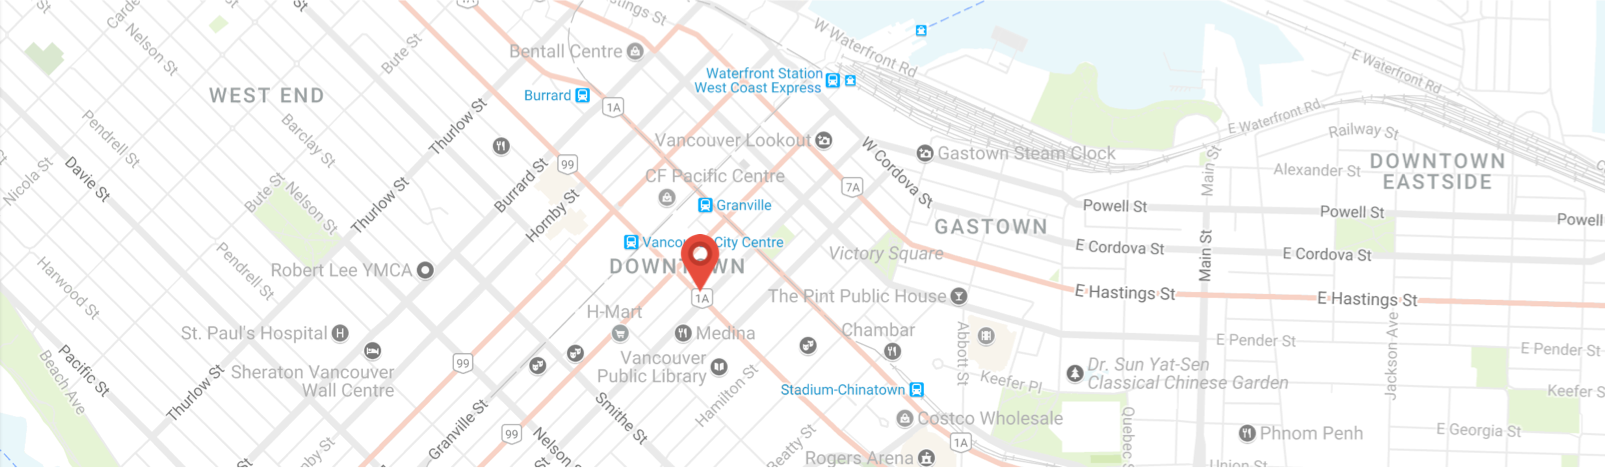 Carde
Nelson St
Bute St
Hastings St
Bentall Centre
W Waterfront Rd
E Waterfront Rd
Waterfront Station
West Coast Express
Burrard
1A
WEST END
Thurlow St
Pendrell St
Barclay St
Vancouver Lookout
W Cordova St
Gastown Steam Clock
E Waterfront Rd
Railway St
Main St
Alexander St
DOWNTOWN
EASTSIDE
99
Davie St
Nicola St
Bute St
Nelson St
Thurlow St
Burrard St
Hornby St
CF Pacific Centre
7A
Granville
Powell St
Powell St
Powell
GASTOWN
Vancou
City Centre
Victory Square
E Cordova St
E Cordova St
Main St
Pendrell St
Harwood St
Robert Lee YMCA
DOWNT
WN
1A
The Pint Public House
E Hastings St
E Hastings St
H-Mart
St. Paul's Hospital
H
Medina
Chambar
Abbott St
E Pender St
Jackson Ave
E Pender St
Vancouver
Public Library
Beach Ave
Pacific St
Thurlow St
Sheraton Vancouver
Wall Centre
99
Dr. Sun Yat-Sen
Classical Chinese Garden
Keefer Pl
Keefer S
Stadium-Chinatown
Hamilton St
Granville St
Smithe St
Costco Wholesale
Quebec S
99
Nelson St
by St
Beatty St
1A
Phnom Penh
E Georgia St
Rogers Arena
Union St